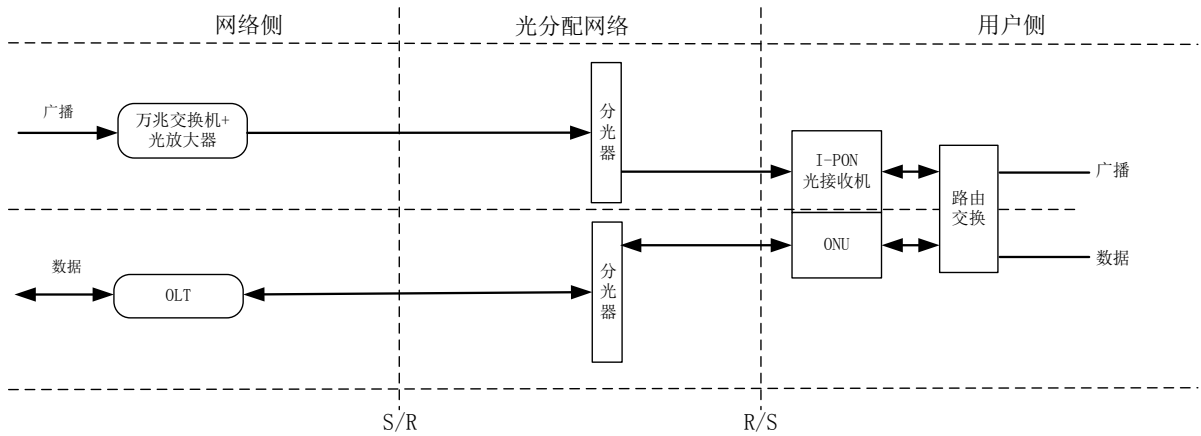 网络侧
光分配网络
用户侧
广播
万兆交换机+
光放大器
分
光
器
I-PON
光接收机
广播
路由
交换
ONU
数据
数据
OLT
分
光
器
S/R
R/S